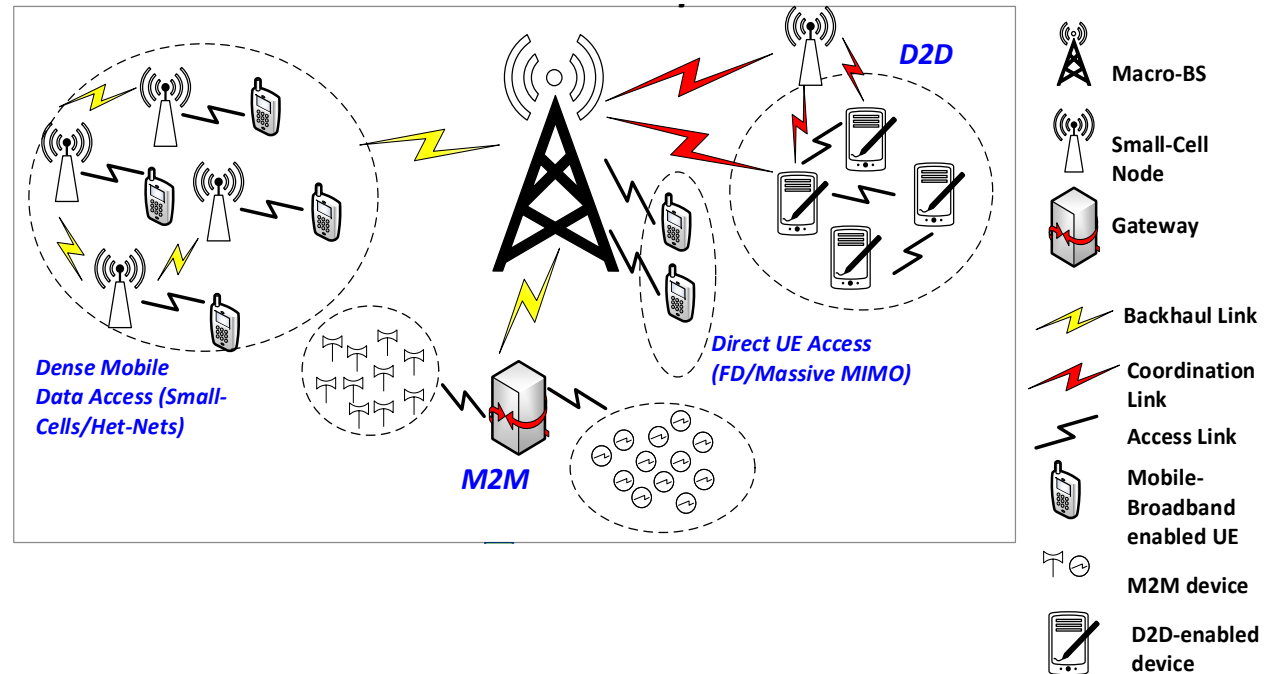 D2D
Dense Mobile
Data Access (Small-
Cells/Het-Nets)
Direct UE Access
(FD/Massive MIMO)
M2M
Macro-BS
Small-Cell
Node
Gateway
Backhaul Link
Coordination
Link
Access Link
Mobile-
Broadband
enabled UE
M2M device
D2D-enabled
device